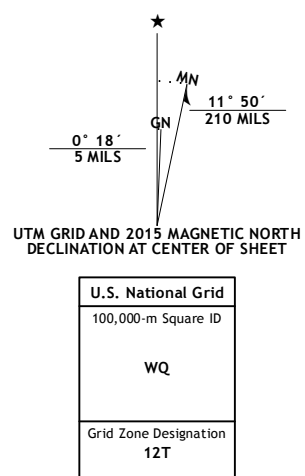 MN
GN
11° 50´
210 MILS
0° 18´
5 MILS
UTM GRID AND 2015 MAGNETIC NORTH
DECLINATION AT CENTER OF SHEET
U.S. National Grid
100,000-m Square ID
WQ
Grid Zone Designation
12T